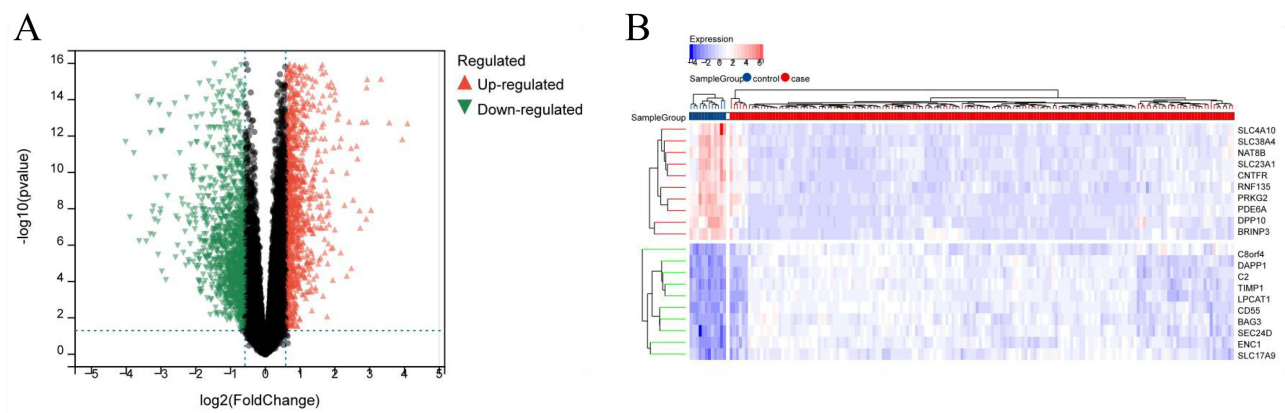 A
-log10(pvalue)
16
14
12
10
8
6
4
2
0
-5 -4 -3 -2 -1 0 1 2 3 4 5
log2(FoldChange)
Regulated
Up-regulated
Down-regulated
B
Expression
-4 -2 0 2 4 6
SampleGroup control case
SampleGroup
SLC4A10
SLC38A4
NAT8B
SLC23A1
CNTFR
RNF135
PRKG2
PDE6A
DPP10
BRINP3
C8orf4
DAPP1
C2
TIMP1
LPCAT1
CD55
BAG3
SEC24D
ENC1
SLC17A9